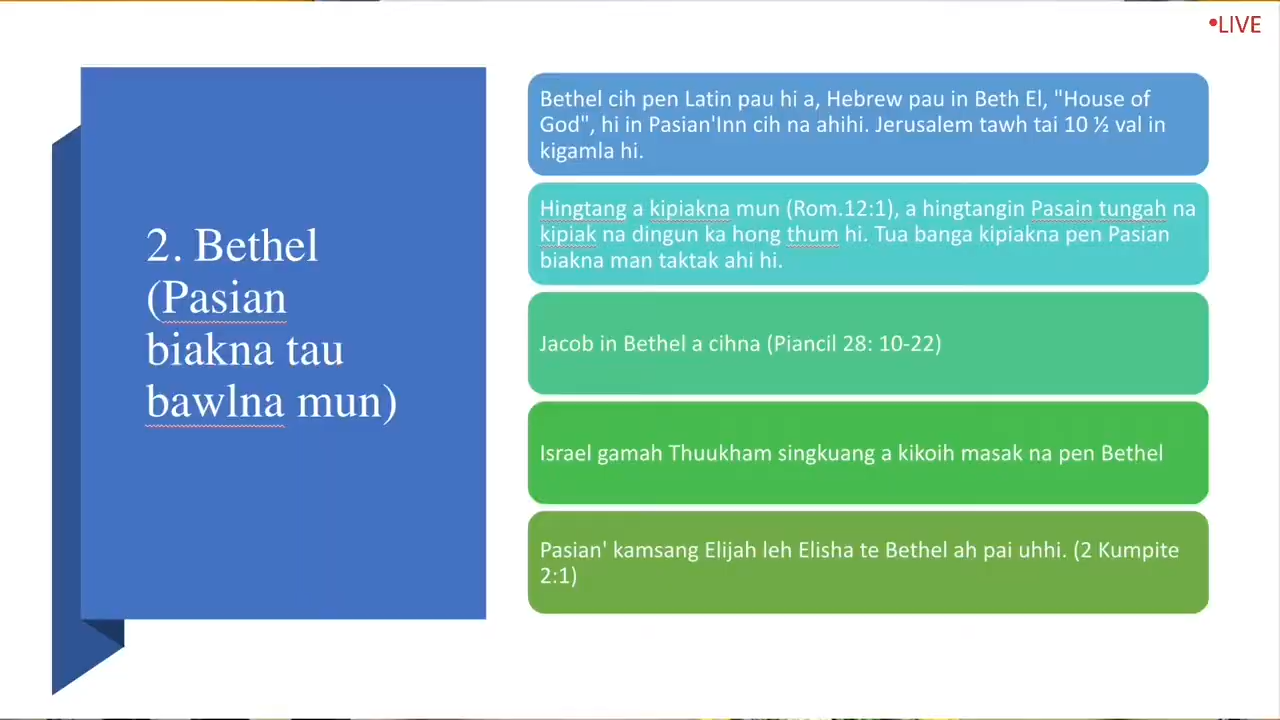 •LIVE
2. Bethel
(Pasian
biakna tau
bawlna mun)
Bethel cih pen Latin pau hi a, Hebrew pau in Beth El, "House of
God", hi in Pasian'Inn cih na ahihi. Jerusalem tawh tai 10 ½ val in
kigamla hi.
Hingtang a kipiakna mun (Rom.12:1), a hingtangin Pasain tungah na
kipiak na dingun ka hong thum hi. Tua banga kipiakna pen Pasian
biakna man taktak ahi hi.
Jacob in Bethel a cihna (Piancil 28: 10-22)
Israel gamah Thuukham singkuang a kikoih masak na pen Bethel
Pasian' kamsang Elijah leh Elisha te Bethel ah pai uhhi. (2 Kumpite
2:1)